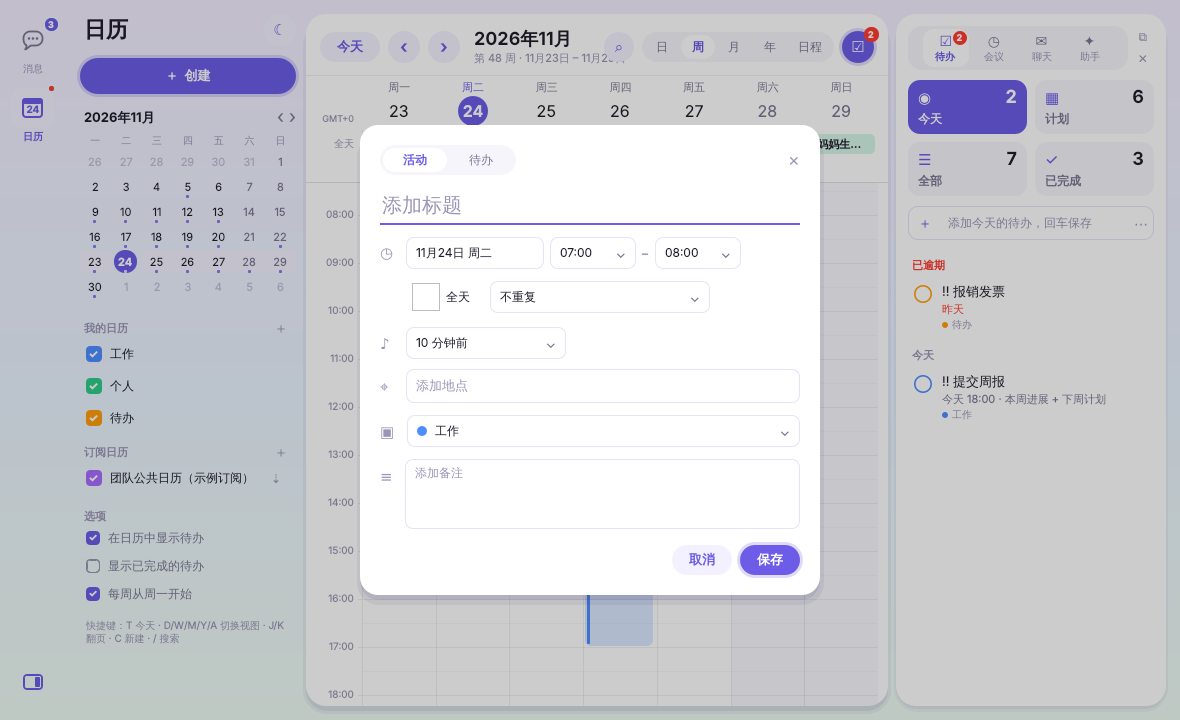 3
消息
24
日历
日历
+ 创建
2026年11月
一 二 三 四 五 六 日
26 27 28 29 30 31 1
2 3 4 5 6 7 8
9 10 11 12 13 14 15
16 17 18 19 20 21 22
23 24 25 26 27 28 29
30 1 2 3 4 5 6
我的日历
工作
个人
待办
订阅日历
团队公共日历（示例订阅）
选项
在日历中显示待办
显示已完成的待办
每周从周一开始
快捷键：T 今天 · D/W/M/Y/A 切换视图 · J/K
翻页 · C 新建 · / 搜索
今天
2026年11月
第 48 周 · 11月23日 – 11月2
日 周 月 年 日程
2
周一 周二 周三 周四 周五 周六 周日
GMT+0 23 24 25 26 27 28 29
全天
妈妈生…
08:00
09:00
10:00
11:00
12:00
13:00
14:00
15:00
16:00
17:00
18:00
活动 待办
×
添加标题
11月24日 周二 07:00 – 08:00
全天 不重复
10 分钟前
添加地点
工作
添加备注
取消 保存
2
待办 会议 聊天 助手
2
今天
6
计划
7
全部
3
已完成
+ 添加今天的待办，回车保存 …
已逾期
!! 报销发票
昨天
待办
今天
!! 提交周报
今天 18:00 · 本周进展 + 下周计划
工作